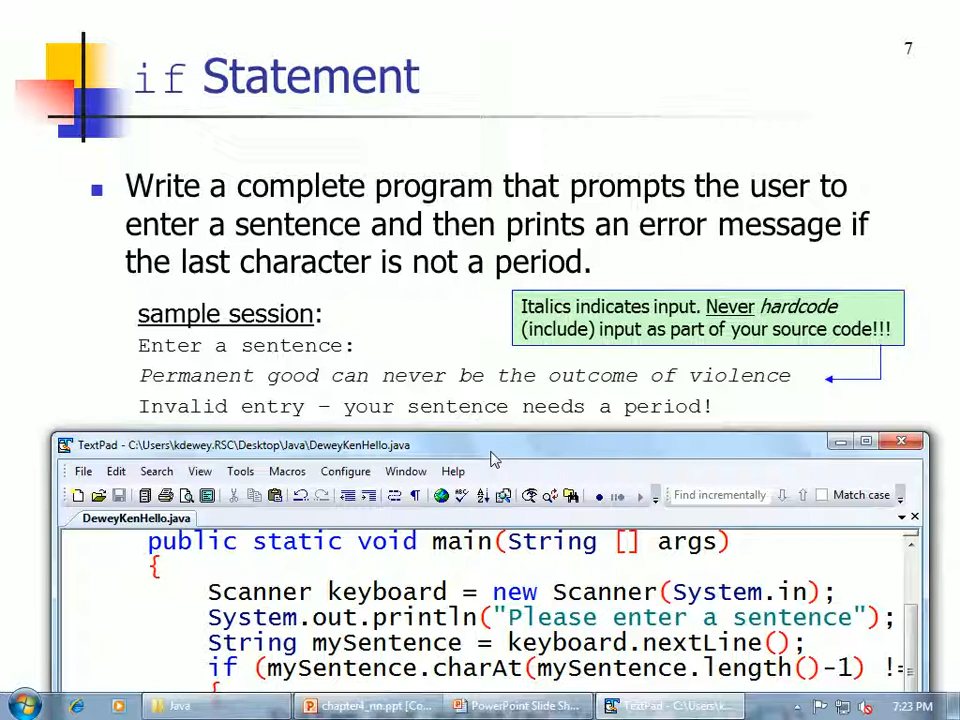 7
if Statement
Write a complete program that prompts the user to
enter a sentence and then prints an error message if
the last character is not a period.
sample session:
Italics indicates input. Never hardcode
(include) input as part of your source code!!!
Enter a sentence:
Permanent good can never be the outcome of violence
Invalid entry – your sentence needs a period!
TextPad - C:\Users\kdewey.RSC\Desktop\Java\DeweyKenHello.java
File Edit Search View Tools Macros Configure Window Help
Find incrementally Match case
DeweyKenHello.java
public static void main(String [] args)
{
Scanner keyboard = new Scanner(System.in);
System.out.println("Please enter a sentence");
String mySentence = keyboard.nextLine();
if (mySentence.charAt(mySentence.length()-1) !=
{
Java chapter4_nn.ppt [Co... PowerPoint Slide Sh... TextPad - C:\Users\k... 7:23 PM